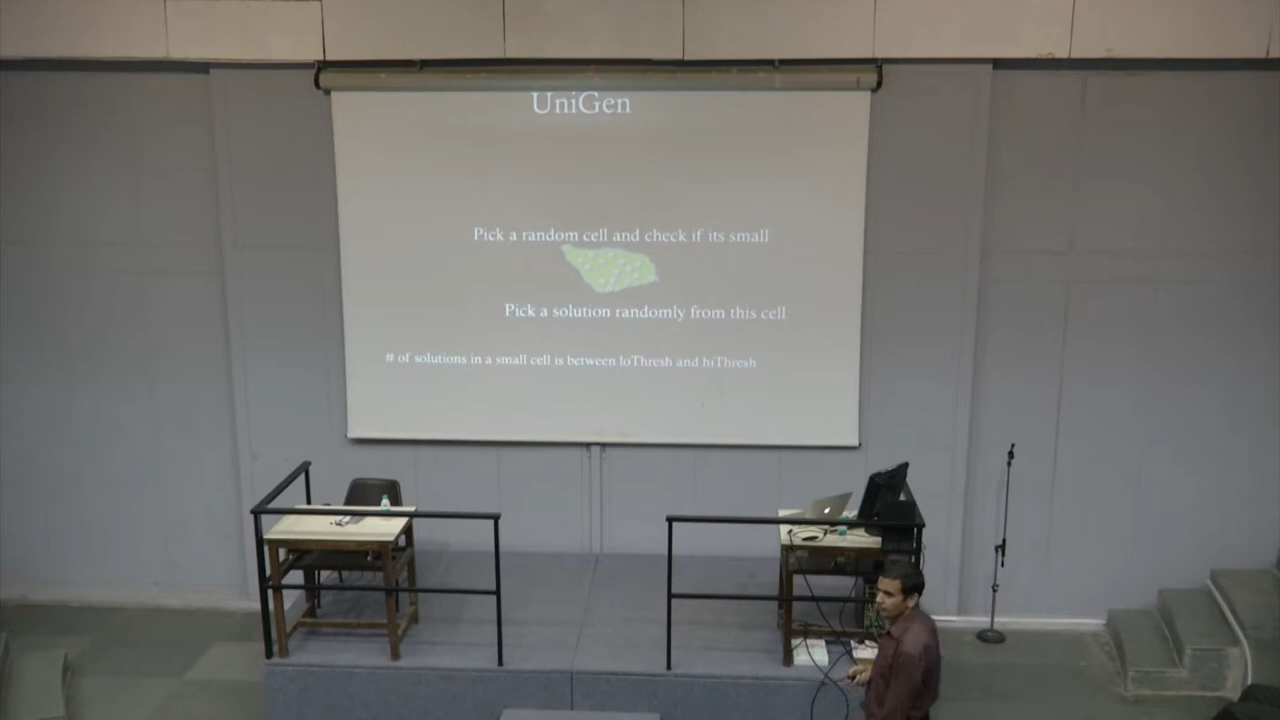 UniGen
Pick a random cell and check if its small
Pick a solution randomly from this cell
# of solutions in a small cell is between loThresh and hiThresh